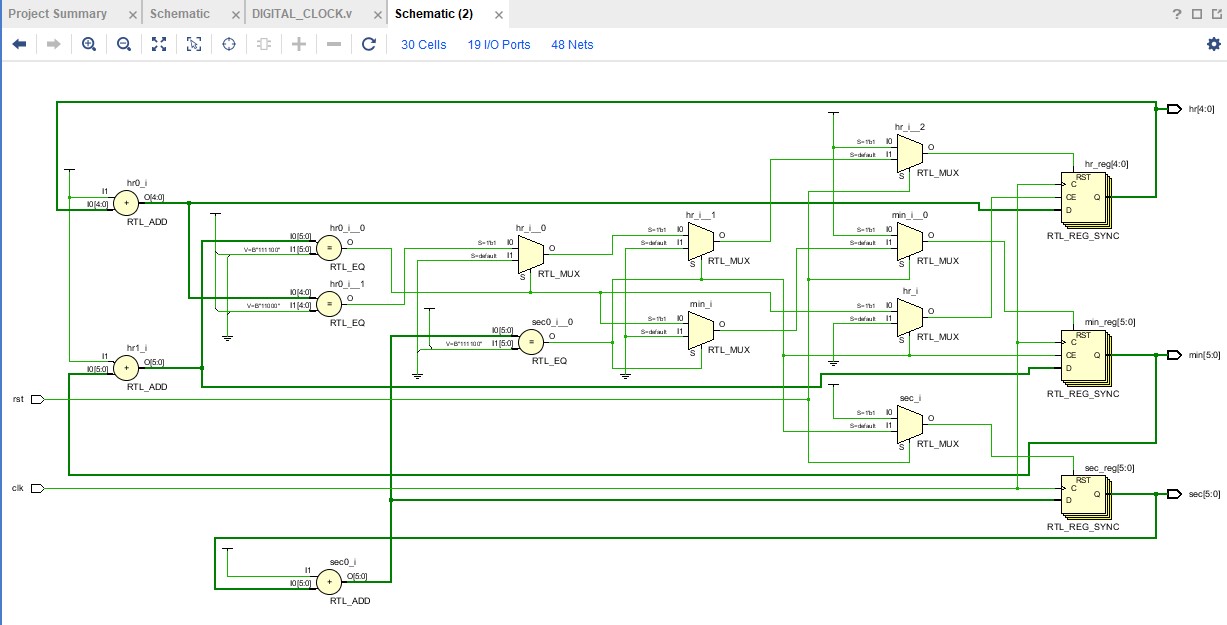 Project Summary
Schematic
DIGITAL_CLOCK.v
Schematic (2)
30 Cells
19 I/O Ports
48 Nets
hr[4:0]
hr_i__2
S=1'b1 I0
S=default I1
O
S
RTL_MUX
hr_reg[4:0]
RST
C
CE
D
Q
RTL_REG_SYNC
hr0_i
I1
I0[4:0]
+
O[4:0]
RTL_ADD
hr0_i__0
I0[5:0]
V=B"111100" I1[5:0]
=
O
RTL_EQ
hr0_i__1
I0[4:0]
V=B"11000" I1[4:0]
=
O
RTL_EQ
hr_i__0
S=1'b1 I0
S=default I1
O
S
RTL_MUX
hr_i__1
S=1'b1 I0
S=default I1
O
S
RTL_MUX
min_i__0
S=1'b1 I0
S=default I1
O
S
RTL_MUX
hr_i
S=1'b1 I0
S=default I1
O
S
RTL_MUX
min_i
S=1'b1 I0
S=default I1
O
S
RTL_MUX
sec0_i__0
I0[5:0]
V=B"111100" I1[5:0]
=
O
RTL_EQ
min_reg[5:0]
RST
C
CE
D
Q
RTL_REG_SYNC
min[5:0]
hr1_i
I1
I0[5:0]
+
O[5:0]
RTL_ADD
rst
sec_i
S=1'b1 I0
S=default I1
O
S
RTL_MUX
clk
sec_reg[5:0]
RST
C
D
Q
RTL_REG_SYNC
sec[5:0]
sec0_i
I1
I0[5:0]
+
O[5:0]
RTL_ADD